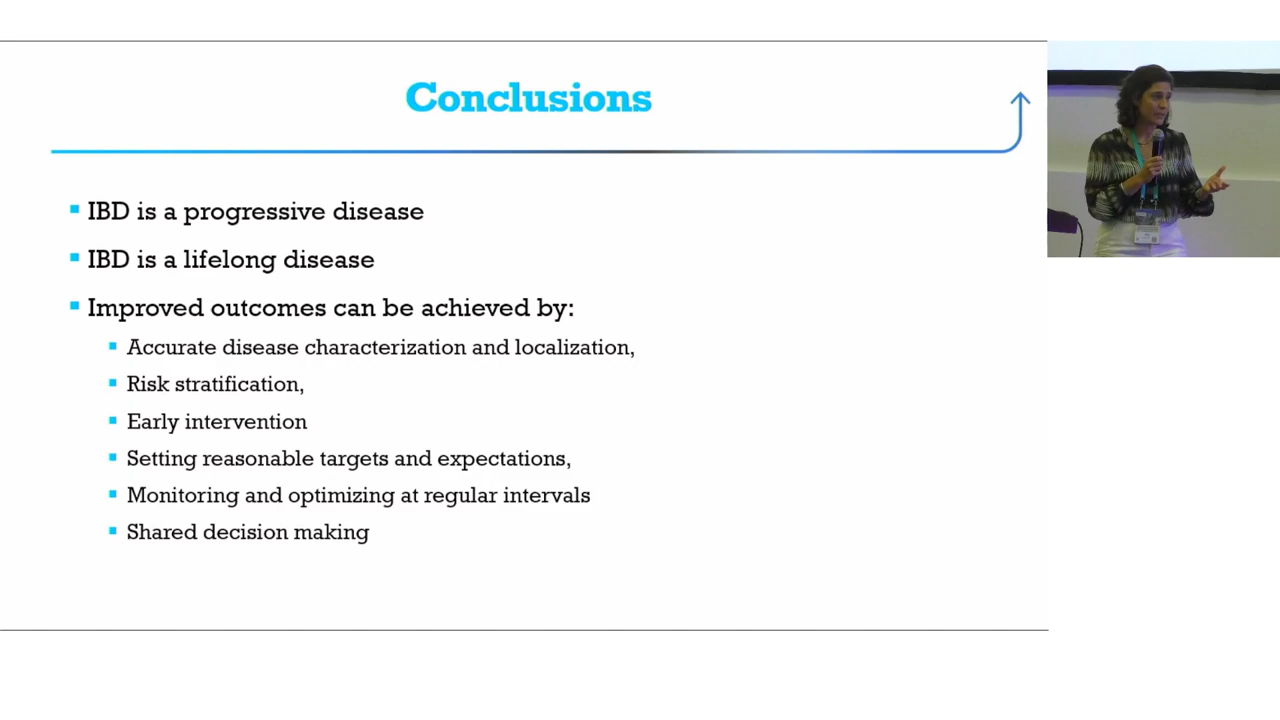 Conclusions
IBD is a progressive disease
IBD is a lifelong disease
Improved outcomes can be achieved by:
Accurate disease characterization and localization,
Risk stratification,
Early intervention
Setting reasonable targets and expectations,
Monitoring and optimizing at regular intervals
Shared decision making